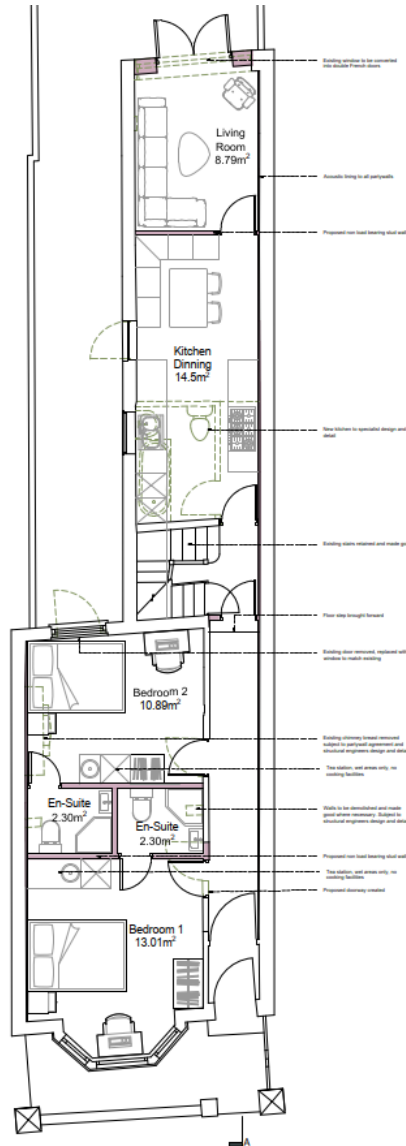 Existing window to be converted
into double French doors
Living
Room
8.79m²
Acoustic lining to all partywalls
Proposed non load bearing stud wall
Kitchen
Dinning
14.5m²
New kitchen to specialist design and
detail
Existing stairs retained and made go
Floor step brought forward
Existing door removed, replaced with
window to match existing
Bedroom 2
10.89m²
Existing chimney breast removed
subject to partywall agreement and
structural engineers design and deta
Tea station, wet areas only, no
cooking facilities
En-Suite
2.30m²
En-Suite
2.30m²
Walls to be demolished and made
good where necessary. Subject to
structural engineers design and deta
Proposed non load bearing stud wall
Tea station, wet areas only, no
cooking facilities
Proposed doorway created
Bedroom 1
13.01m²
A